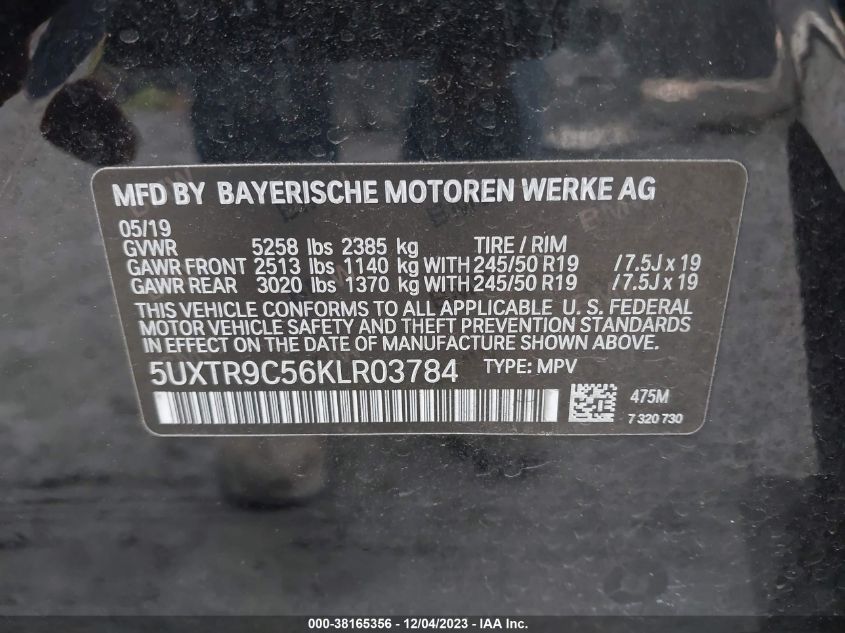 MFD BY BAYERISCHE MOTOREN WERKE AG
05/19
GVWR 5258 lbs 2385 kg TIRE / RIM
GAWR FRONT 2513 lbs 1140 kg WITH 245/50 R19 / 7.5J x 19
GAWR REAR 3020 lbs 1370 kg WITH 245/50 R19 / 7.5J x 19
THIS VEHICLE CONFORMS TO ALL APPLICABLE U. S. FEDERAL
MOTOR VEHICLE SAFETY AND THEFT PREVENTION STANDARDS
IN EFFECT ON THE DATE OF MANUFACTURE SHOWN ABOVE.
5UXTR9C56KLR03784 TYPE: MPV
475M
7 320 730
000-38165356 - 12/04/2023 - IAA Inc.